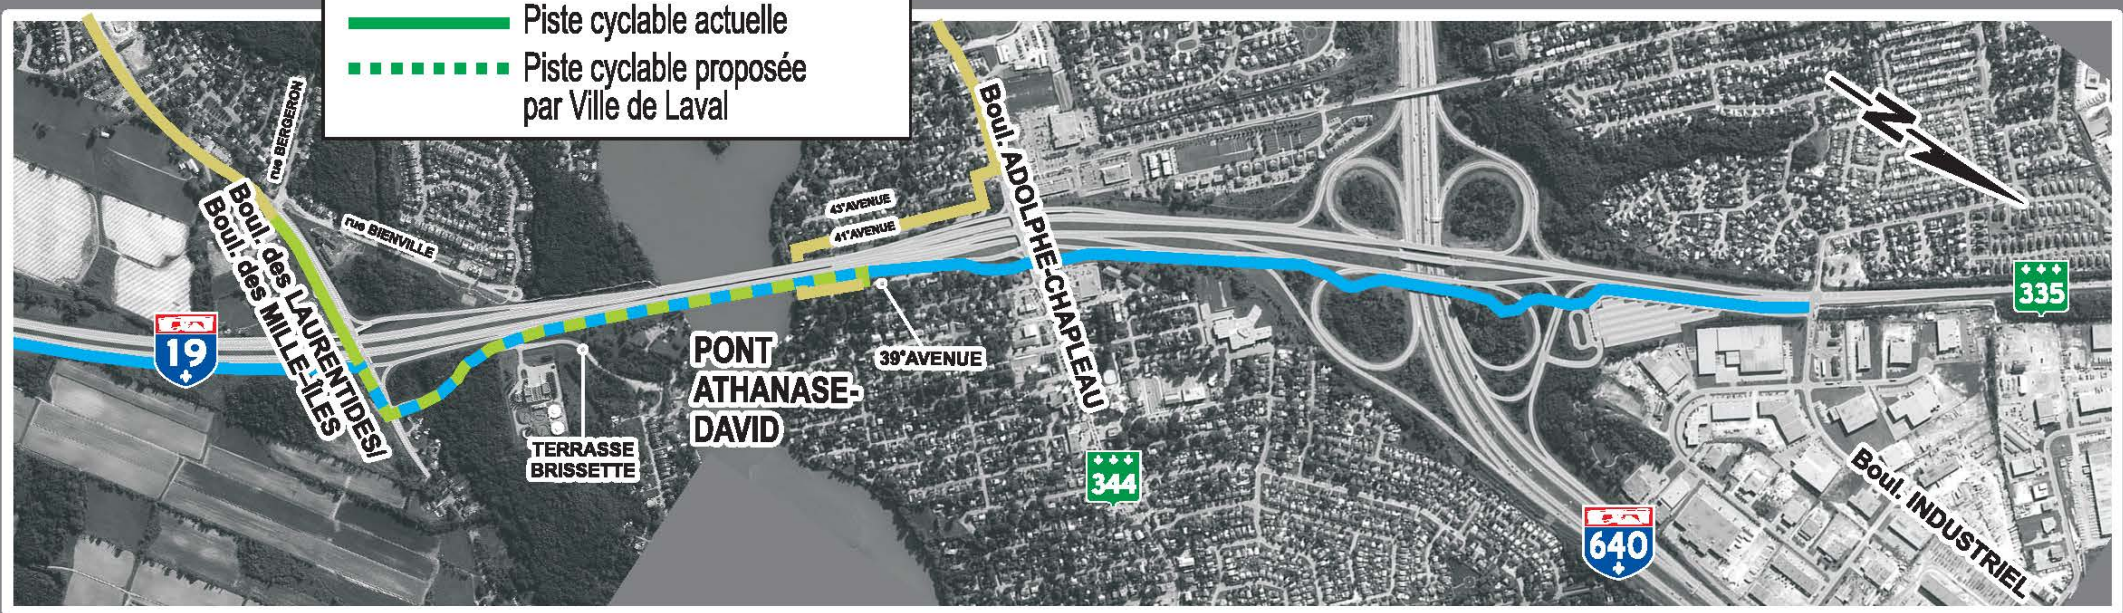 Piste cyclable actuelle
Piste cyclable proposée
par Ville de Laval
rue BERGERON
Boul. des LAURENTIDES/
Boul. des MILLE-ÎLES
rue BIENVILLE
19
TERRASSE
BRISSETTE
PONT
ATHANASE-
DAVID
43e AVENUE
41e AVENUE
39e AVENUE
Boul. ADOLPHE-CHAPLEAU
344
640
Boul. INDUSTRIEL
335
N